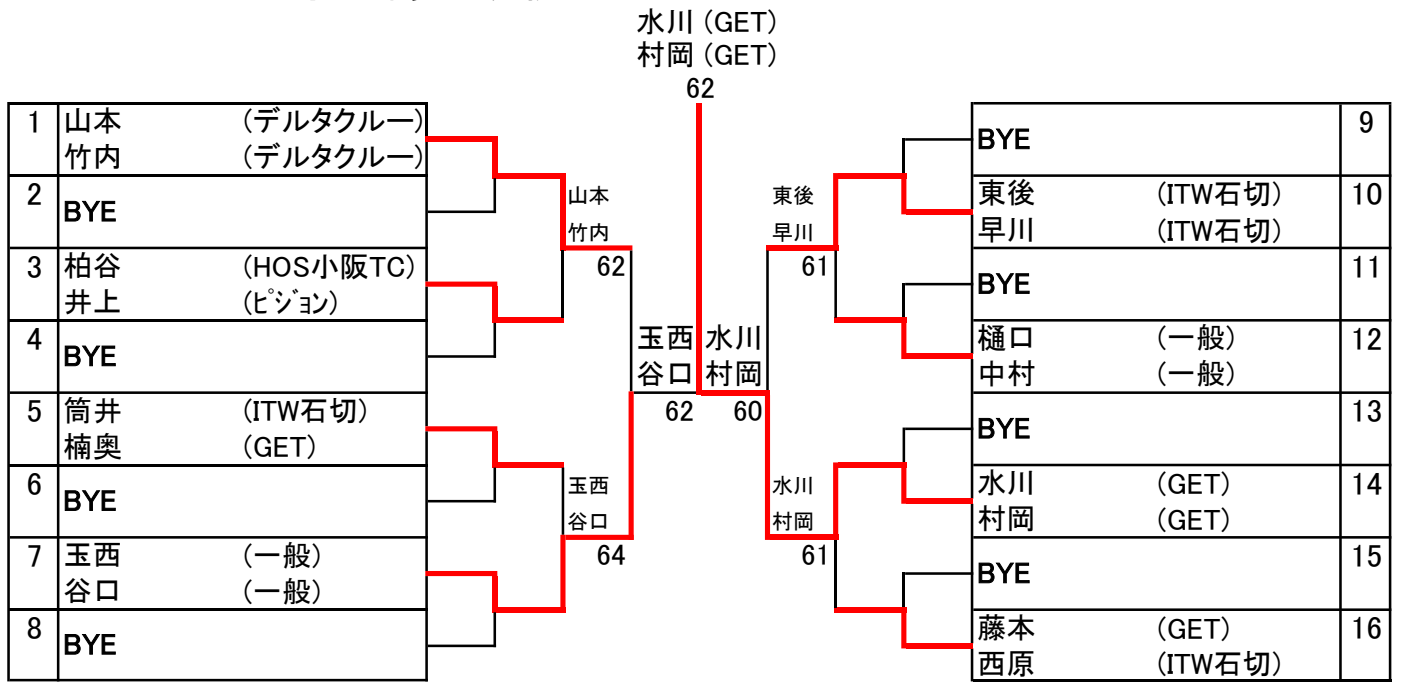 水川 (GET)
村岡 (GET)
62
1 山本 (デルタクルー)
竹内 (デルタクルー)
2 BYE
3 柏谷 (HOS小阪TC)
井上 (ﾋﾟｼﾞｮﾝ)
4 BYE
5 筒井 (ITW石切)
楠奥 (GET)
6 BYE
7 玉西 (一般)
谷口 (一般)
8 BYE
山本
竹内
62
玉西
谷口
64
玉西
谷口
62
水川
村岡
60
東後
早川
61
水川
村岡
61
BYE 9
東後 (ITW石切) 10
早川 (ITW石切)
BYE 11
樋口 (一般) 12
中村 (一般)
BYE 13
水川 (GET) 14
村岡 (GET)
BYE 15
藤本 (GET) 16
西原 (ITW石切)